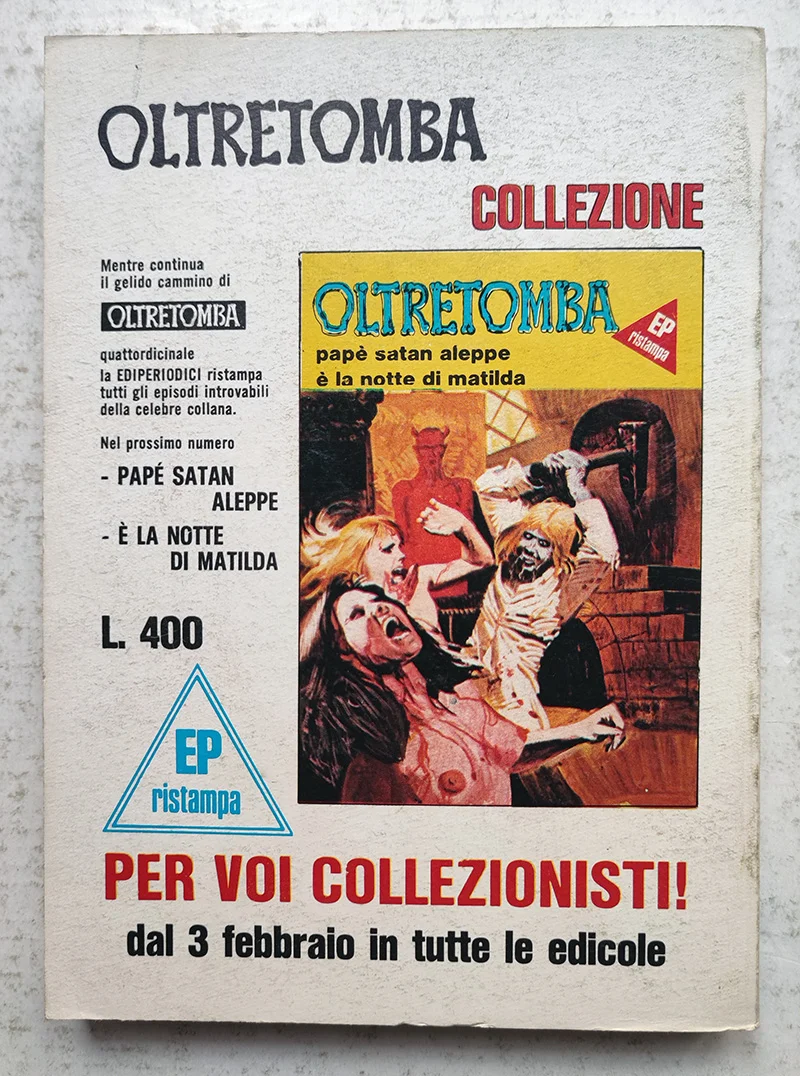 OLTRETOMBA
COLLEZIONE
Mentre continua
il gelido cammino di
OLTRETOMBA
quattordicinale
la EDIPERIODICI ristampa
tutti gli episodi introvabili
della celebre collana.
Nel prossimo numero
- PAPÉ SATAN
ALEPPE
- È LA NOTTE
DI MATILDA
L. 400
EP
ristampa
OLTRETOMBA
EP
ristampa
papè satan aleppe
è la notte di matilda
PER VOI COLLEZIONISTI!
dal 3 febbraio in tutte le edicole